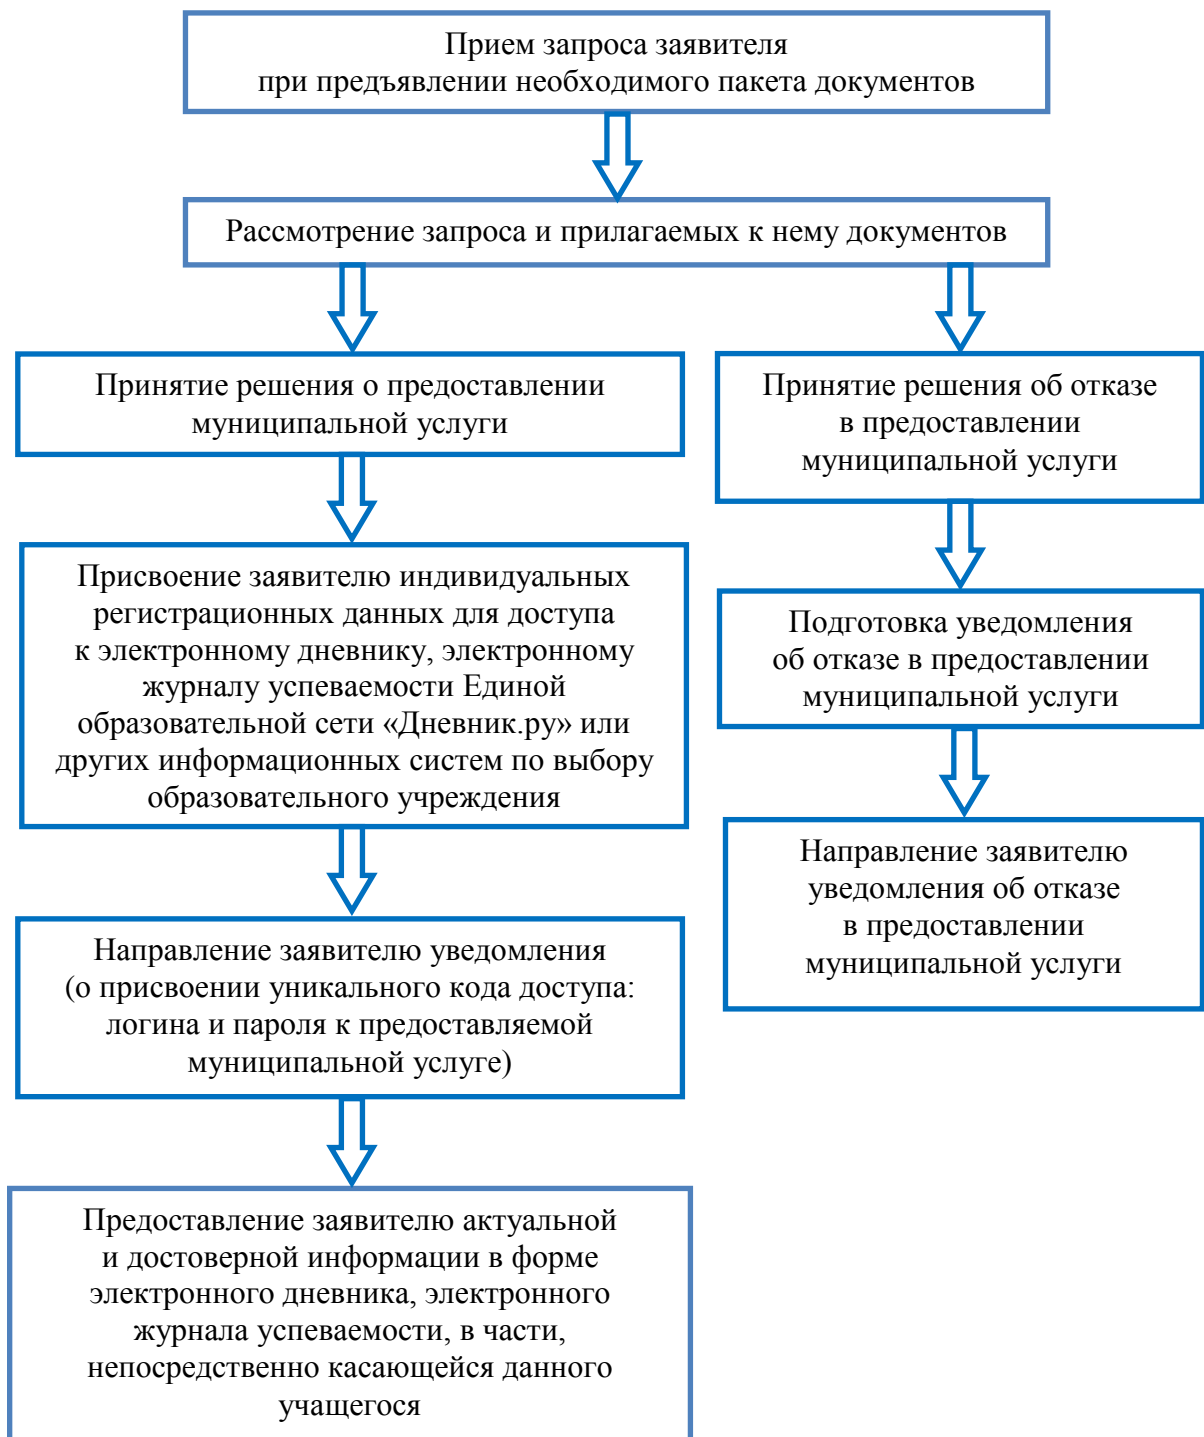 Прием запроса заявителя
при предъявлении необходимого пакета документов
Рассмотрение запроса и прилагаемых к нему документов
Принятие решения о предоставлении
муниципальной услуги
Принятие решения об отказе
в предоставлении
муниципальной услуги
Присвоение заявителю индивидуальных
регистрационных данных для доступа
к электронному дневнику, электронному
журналу успеваемости Единой
образовательной сети «Дневник.ру» или
других информационных систем по выбору
образовательного учреждения
Подготовка уведомления
об отказе в предоставлении
муниципальной услуги
Направление заявителю
уведомления об отказе
в предоставлении
муниципальной услуги
Направление заявителю уведомления
(о присвоении уникального кода доступа:
логина и пароля к предоставляемой
муниципальной услуге)
Предоставление заявителю актуальной
и достоверной информации в форме
электронного дневника, электронного
журнала успеваемости, в части,
непосредственно касающейся данного
учащегося